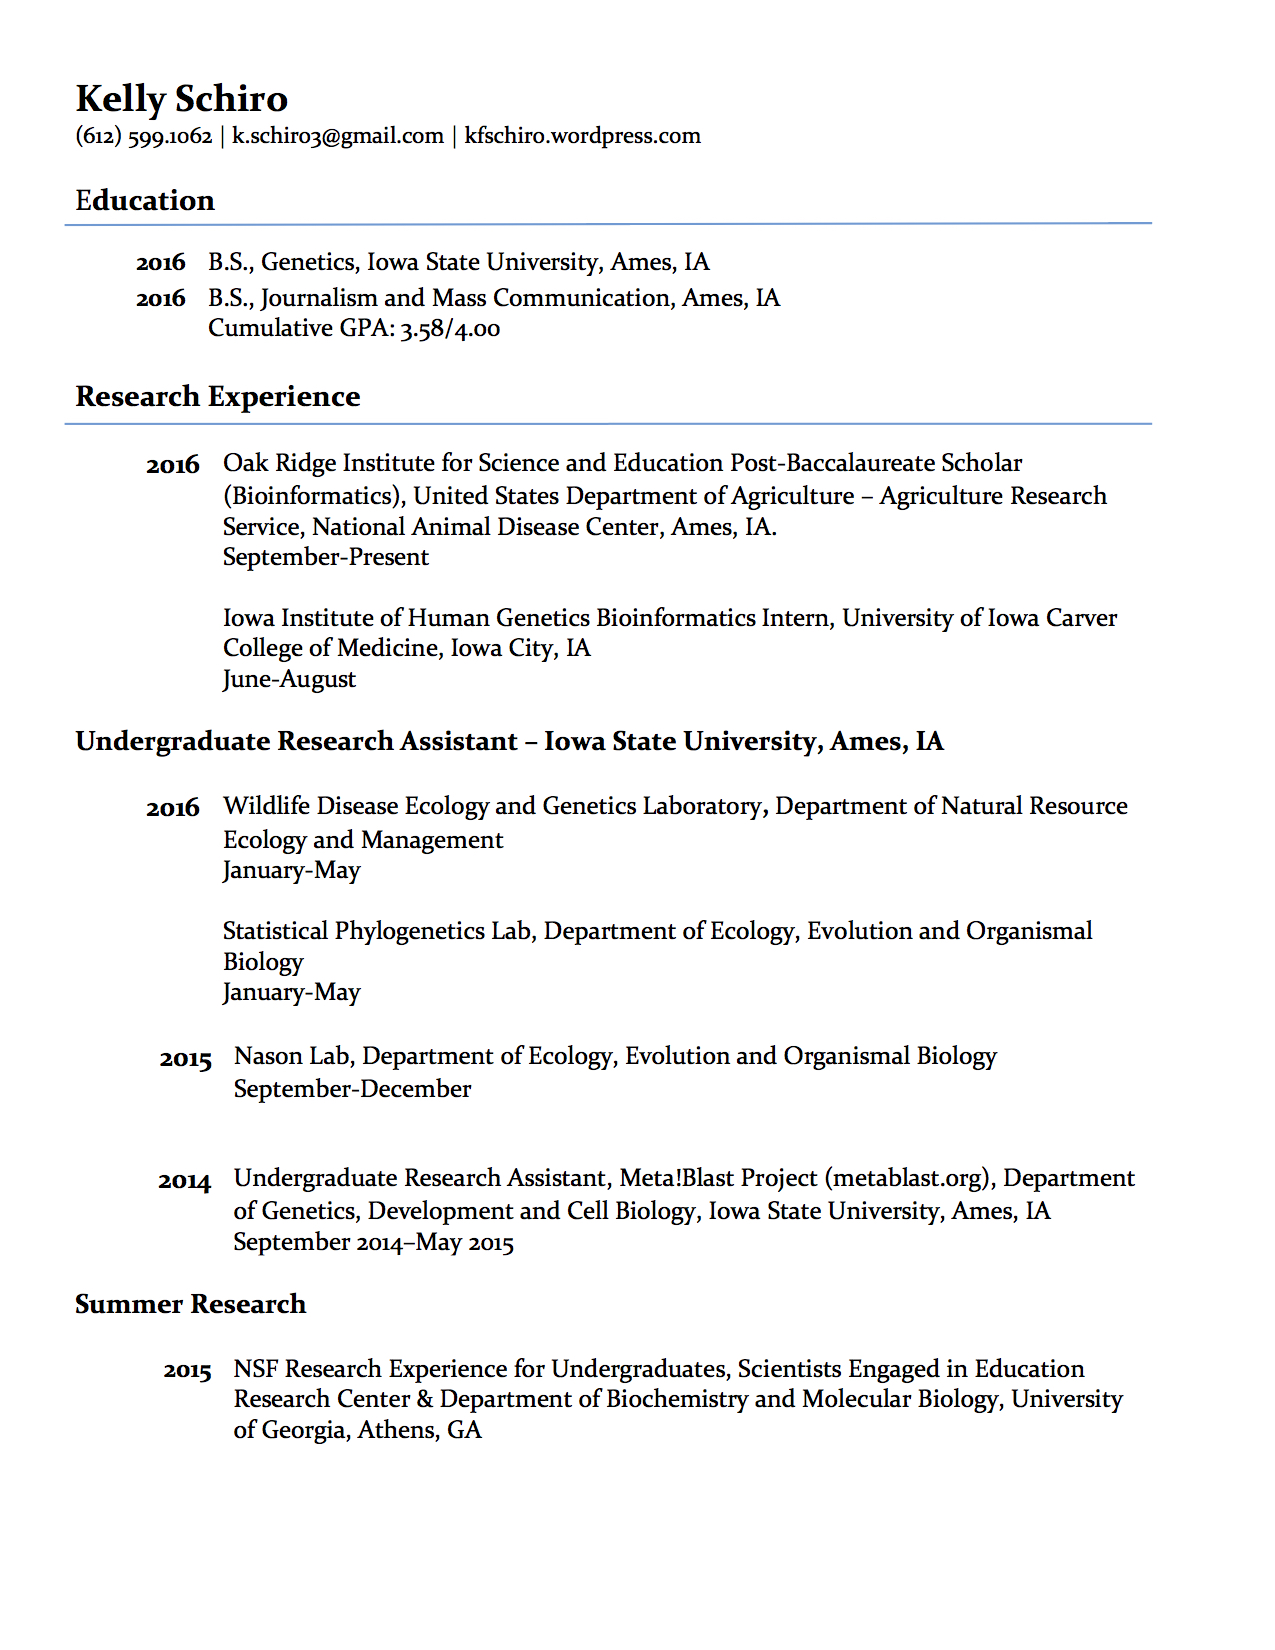 Kelly Schiro
(612) 599.1062 | k.schiro3@gmail.com | kfschiro.wordpress.com
Education
2016 B.S., Genetics, Iowa State University, Ames, IA
2016 B.S., Journalism and Mass Communication, Ames, IA
Cumulative GPA: 3.58/4.00
Research Experience
2016 Oak Ridge Institute for Science and Education Post-Baccalaureate Scholar
(Bioinformatics), United States Department of Agriculture – Agriculture Research
Service, National Animal Disease Center, Ames, IA.
September-Present
Iowa Institute of Human Genetics Bioinformatics Intern, University of Iowa Carver
College of Medicine, Iowa City, IA
June-August
Undergraduate Research Assistant – Iowa State University, Ames, IA
2016 Wildlife Disease Ecology and Genetics Laboratory, Department of Natural Resource
Ecology and Management
January-May
Statistical Phylogenetics Lab, Department of Ecology, Evolution and Organismal
Biology
January-May
2015 Nason Lab, Department of Ecology, Evolution and Organismal Biology
September-December
2014 Undergraduate Research Assistant, Meta!Blast Project (metablast.org), Department
of Genetics, Development and Cell Biology, Iowa State University, Ames, IA
September 2014–May 2015
Summer Research
2015 NSF Research Experience for Undergraduates, Scientists Engaged in Education
Research Center & Department of Biochemistry and Molecular Biology, University
of Georgia, Athens, GA